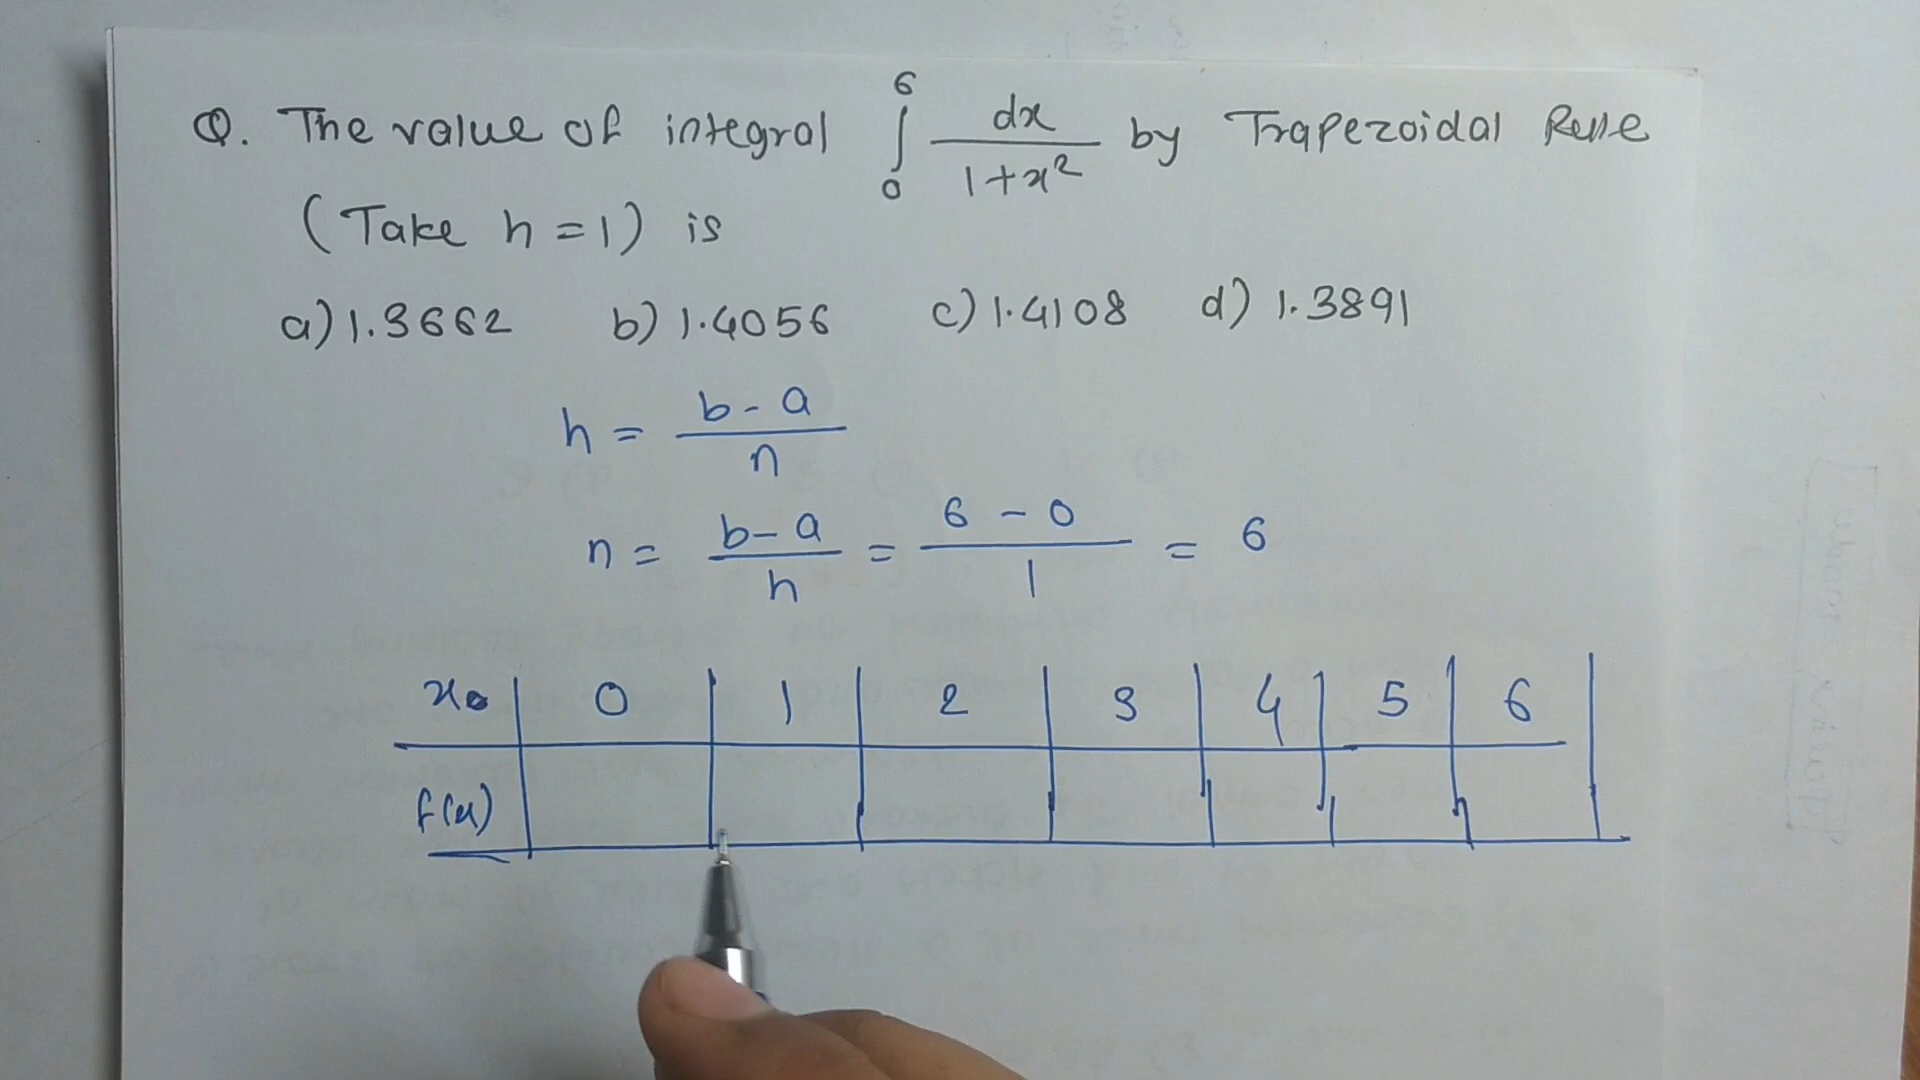 Q. The value of integral ∫₀⁶ dx/(1+x²) by Trapezoidal Rule
(Take h=1) is
a) 1.3662 b) 1.4056 c) 1.4108 d) 1.3891
h = (b-a)/n
n = (b-a)/h = (6-0)/1 = 6
x 0 1 2 3 4 5 6
f(x)